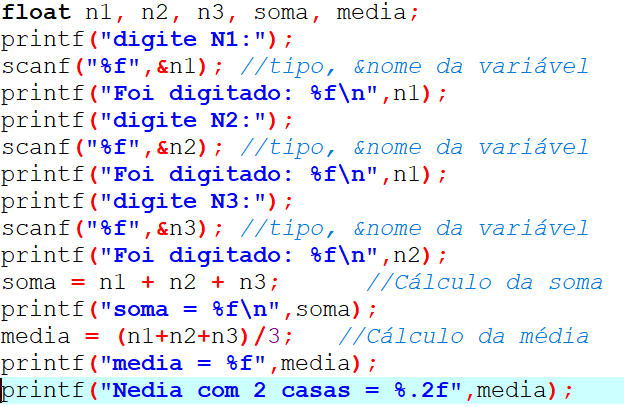 float n1, n2, n3, soma, media;
printf("digite N1:");
scanf("%f",&n1); //tipo, &nome da variável
printf("Foi digitado: %f\n",n1);
printf("digite N2:");
scanf("%f",&n2); //tipo, &nome da variável
printf("Foi digitado: %f\n",n1);
printf("digite N3:");
scanf("%f",&n3); //tipo, &nome da variável
printf("Foi digitado: %f\n",n2);
soma = n1 + n2 + n3;      //Cálculo da soma
printf("soma = %f\n",soma);
media = (n1+n2+n3)/3;   //Cálculo da média
printf("media = %f",media);
printf("Nedia com 2 casas = %.2f",media);